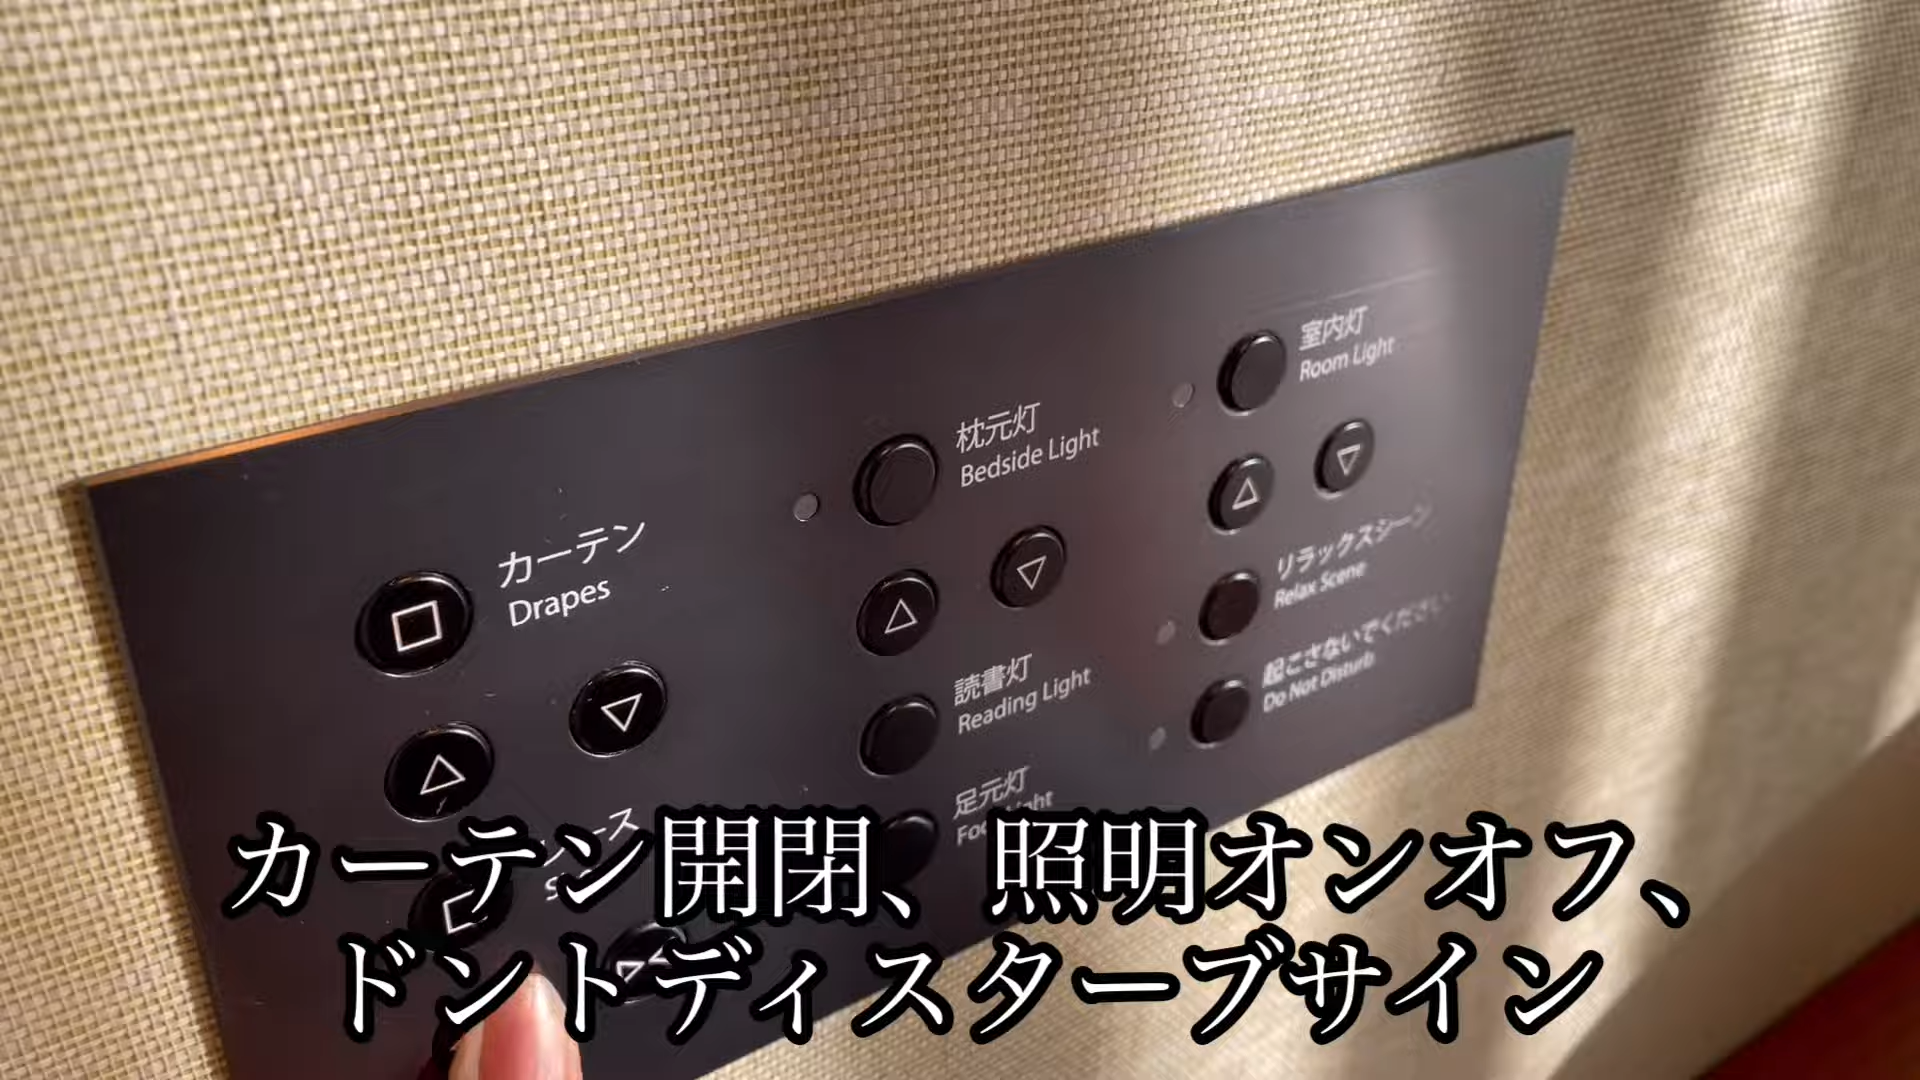 カーテン
Drapes
枕元灯
Bedside Light
読書灯
Reading Light
足元灯
室内灯
Room Light
リラックスシーン
Relax Scene
起こさないでください
Do Not Disturb
カーテン開閉、照明オンオフ、
ドントディスターブサイン